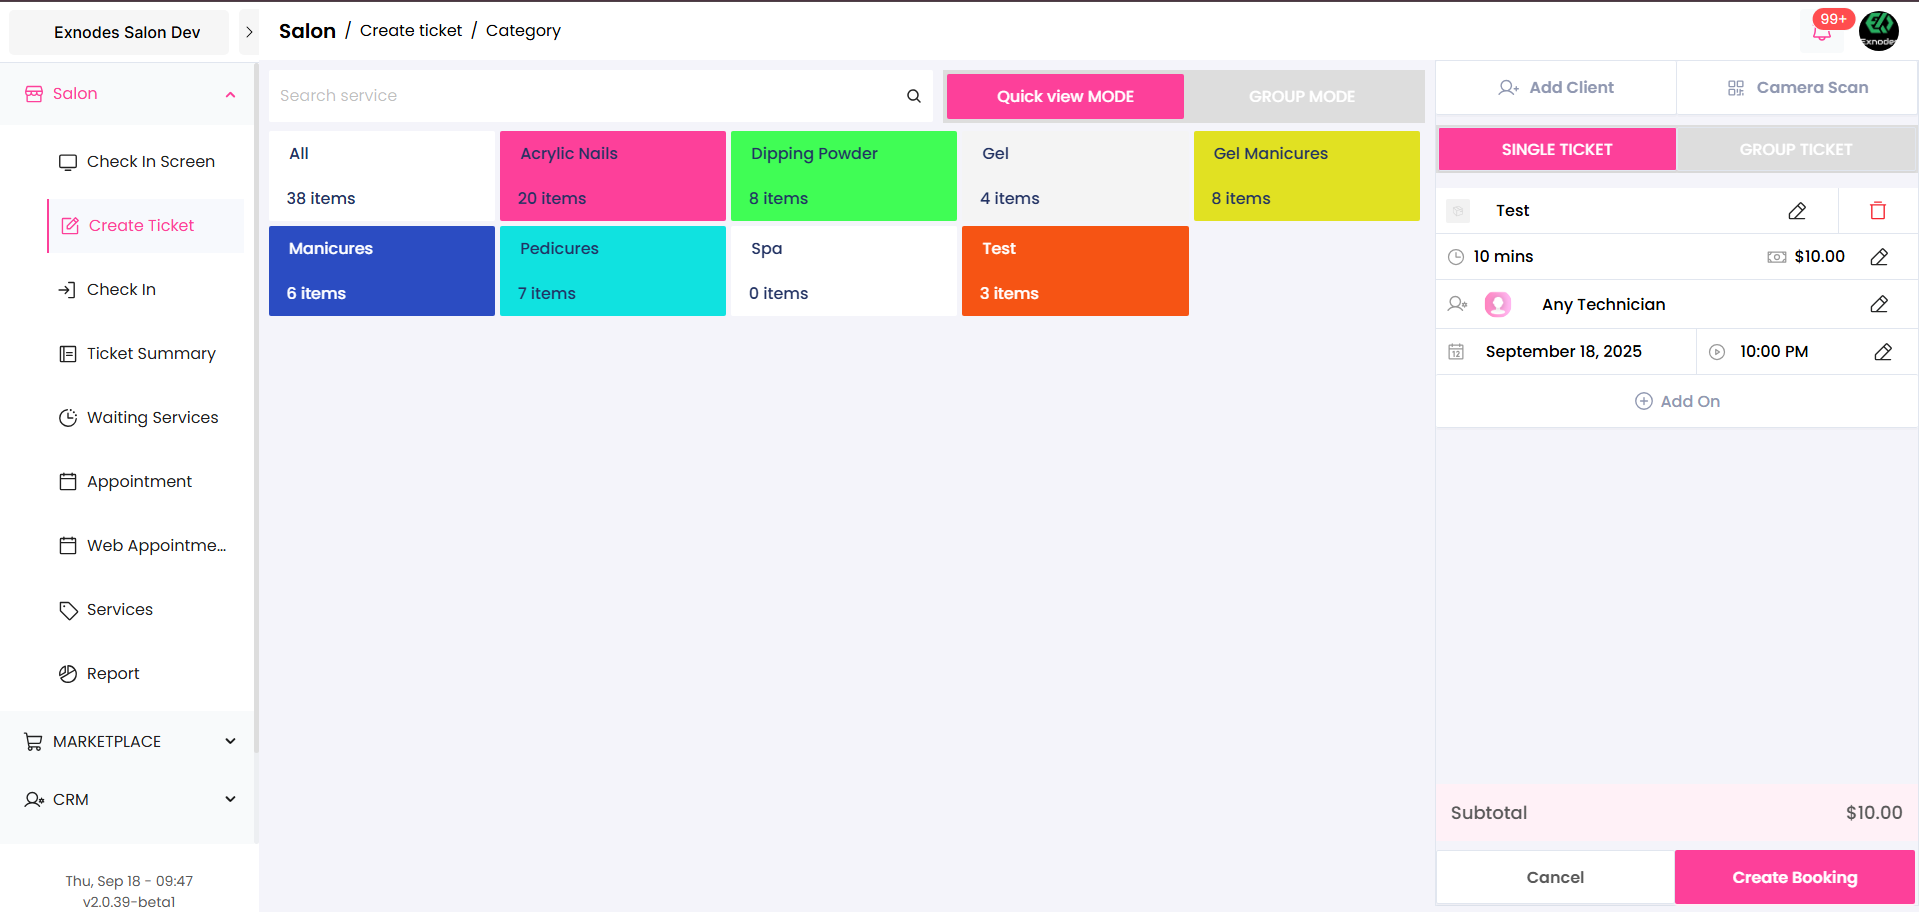 Exnodes Salon Dev
Salon / Create ticket / Category
99+
Exnodes
Salon
Check In Screen
Create Ticket
Check In
Ticket Summary
Waiting Services
Appointment
Web Appointme...
Services
Report
MARKETPLACE
CRM
Thu, Sep 18 - 09:47
v2.0.39-beta1
Search service
Quick view MODE
GROUP MODE
All
38 items
Acrylic Nails
20 items
Dipping Powder
8 items
Gel
4 items
Gel Manicures
8 items
Manicures
6 items
Pedicures
7 items
Spa
0 items
Test
3 items
Add Client
Camera Scan
SINGLE TICKET
GROUP TICKET
Test
10 mins
$10.00
Any Technician
12
September 18, 2025
10:00 PM
Add On
Subtotal
$10.00
Cancel
Create Booking